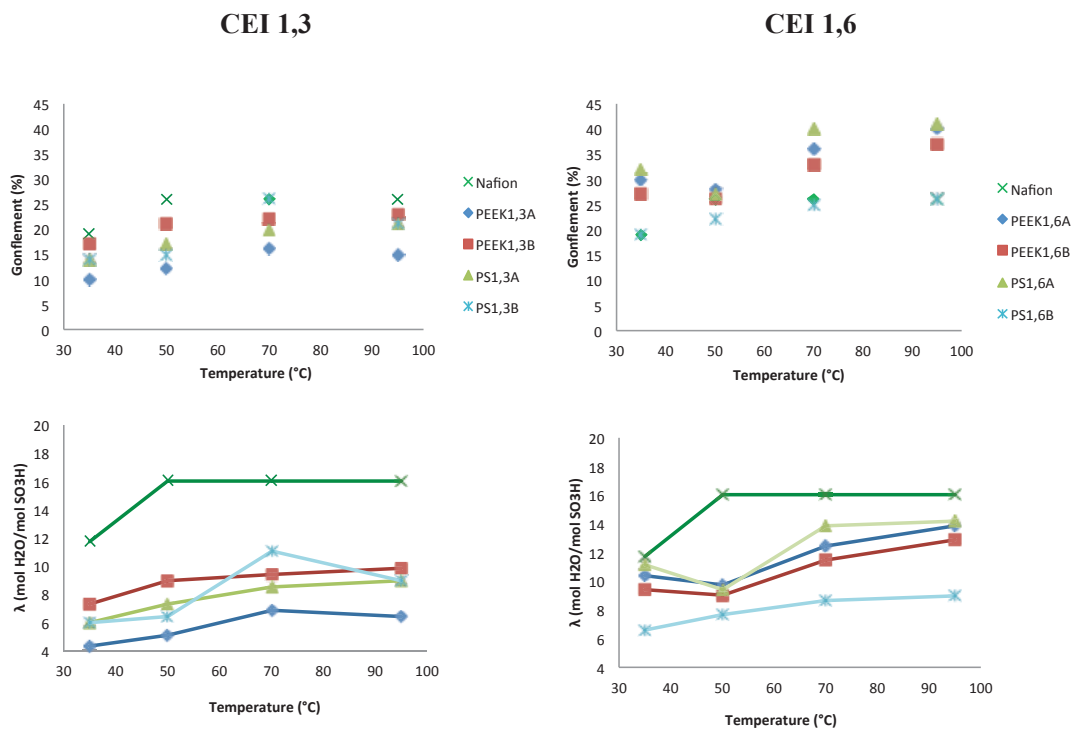 CEI 1,3
CEI 1,6
45
40
35
30
25
20
15
10
5
0
Gonflement (%)
30 40 50 60 70 80 90 100
Temperature (°C)
Nafion
PEEK1,3A
PEEK1,3B
PS1,3A
PS1,3B
45
40
35
30
25
20
15
10
5
0
Gonflement (%)
30 40 50 60 70 80 90 100
Temperature (°C)
Nafion
PEEK1,6A
PEEK1,6B
PS1,6A
PS1,6B
20
18
16
14
12
10
8
6
4
λ (mol H2O/mol SO3H)
30 40 50 60 70 80 90 100
Temperature (°C)
20
18
16
14
12
10
8
6
4
λ (mol H2O/mol SO3H)
30 40 50 60 70 80 90 100
Temperature (°C)